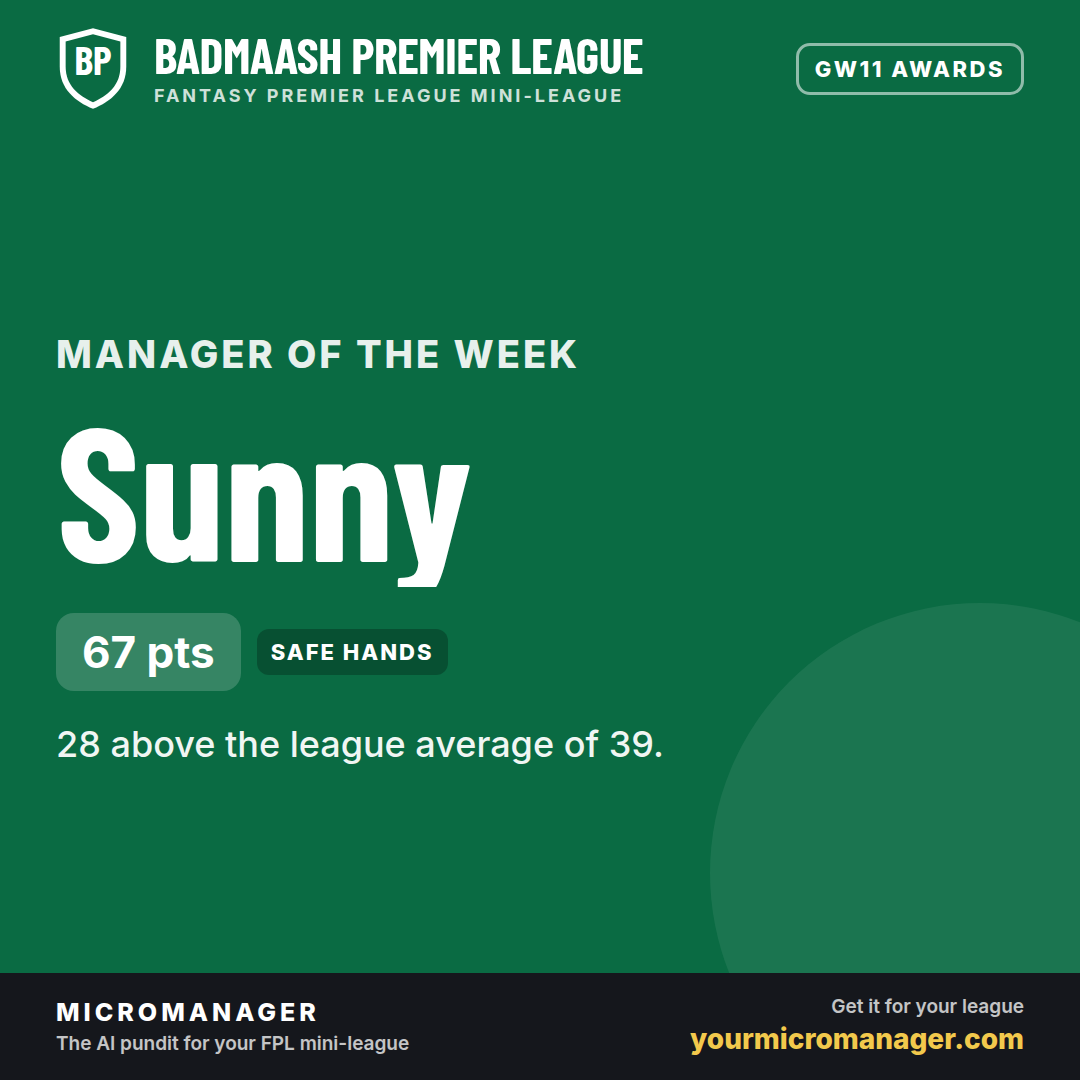 BP
BADMAASH PREMIER LEAGUE
FANTASY PREMIER LEAGUE MINI-LEAGUE
GW11 AWARDS
MANAGER OF THE WEEK
Sunny
67 pts
SAFE HANDS
28 above the league average of 39.
MICROMANAGER
The AI pundit for your FPL mini-league
Get it for your league
yourmicromanager.com